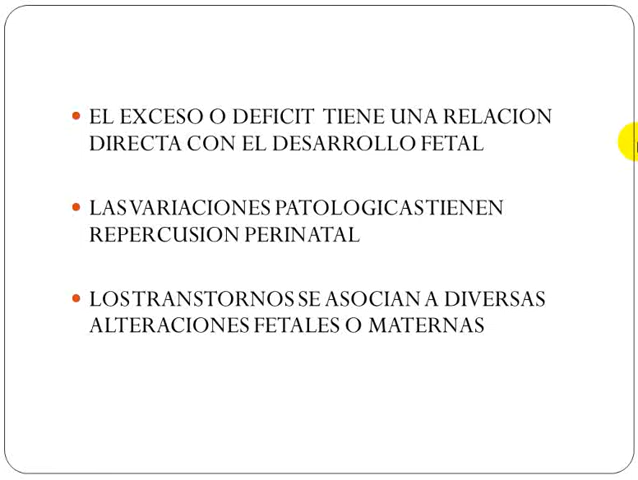 EL EXCESO O DEFICIT TIENE UNA RELACION
DIRECTA CON EL DESARROLLO FETAL
LAS VARIACIONES PATOLOGICAS TIENEN
REPERCUSION PERINATAL
LOS TRANSTORNOS SE ASOCIAN A DIVERSAS
ALTERACIONES FETALES O MATERNAS